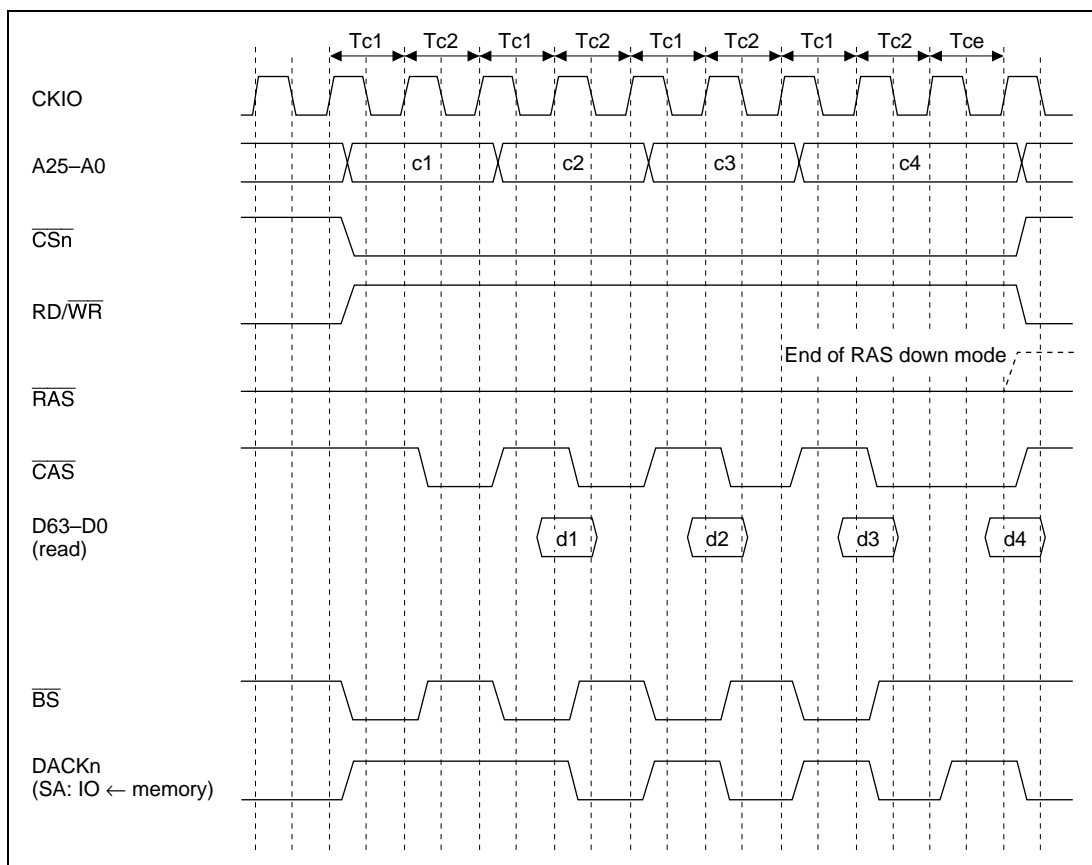 Tc1 Tc2 Tc1 Tc2 Tc1 Tc2 Tc1 Tc2 Tce
CKIO
A25–A0
c1 c2 c3 c4
CSn
RD/WR
End of RAS down mode
RAS
CAS
D63–D0
(read)
d1 d2 d3 d4
BS
DACKn
(SA: IO ← memory)